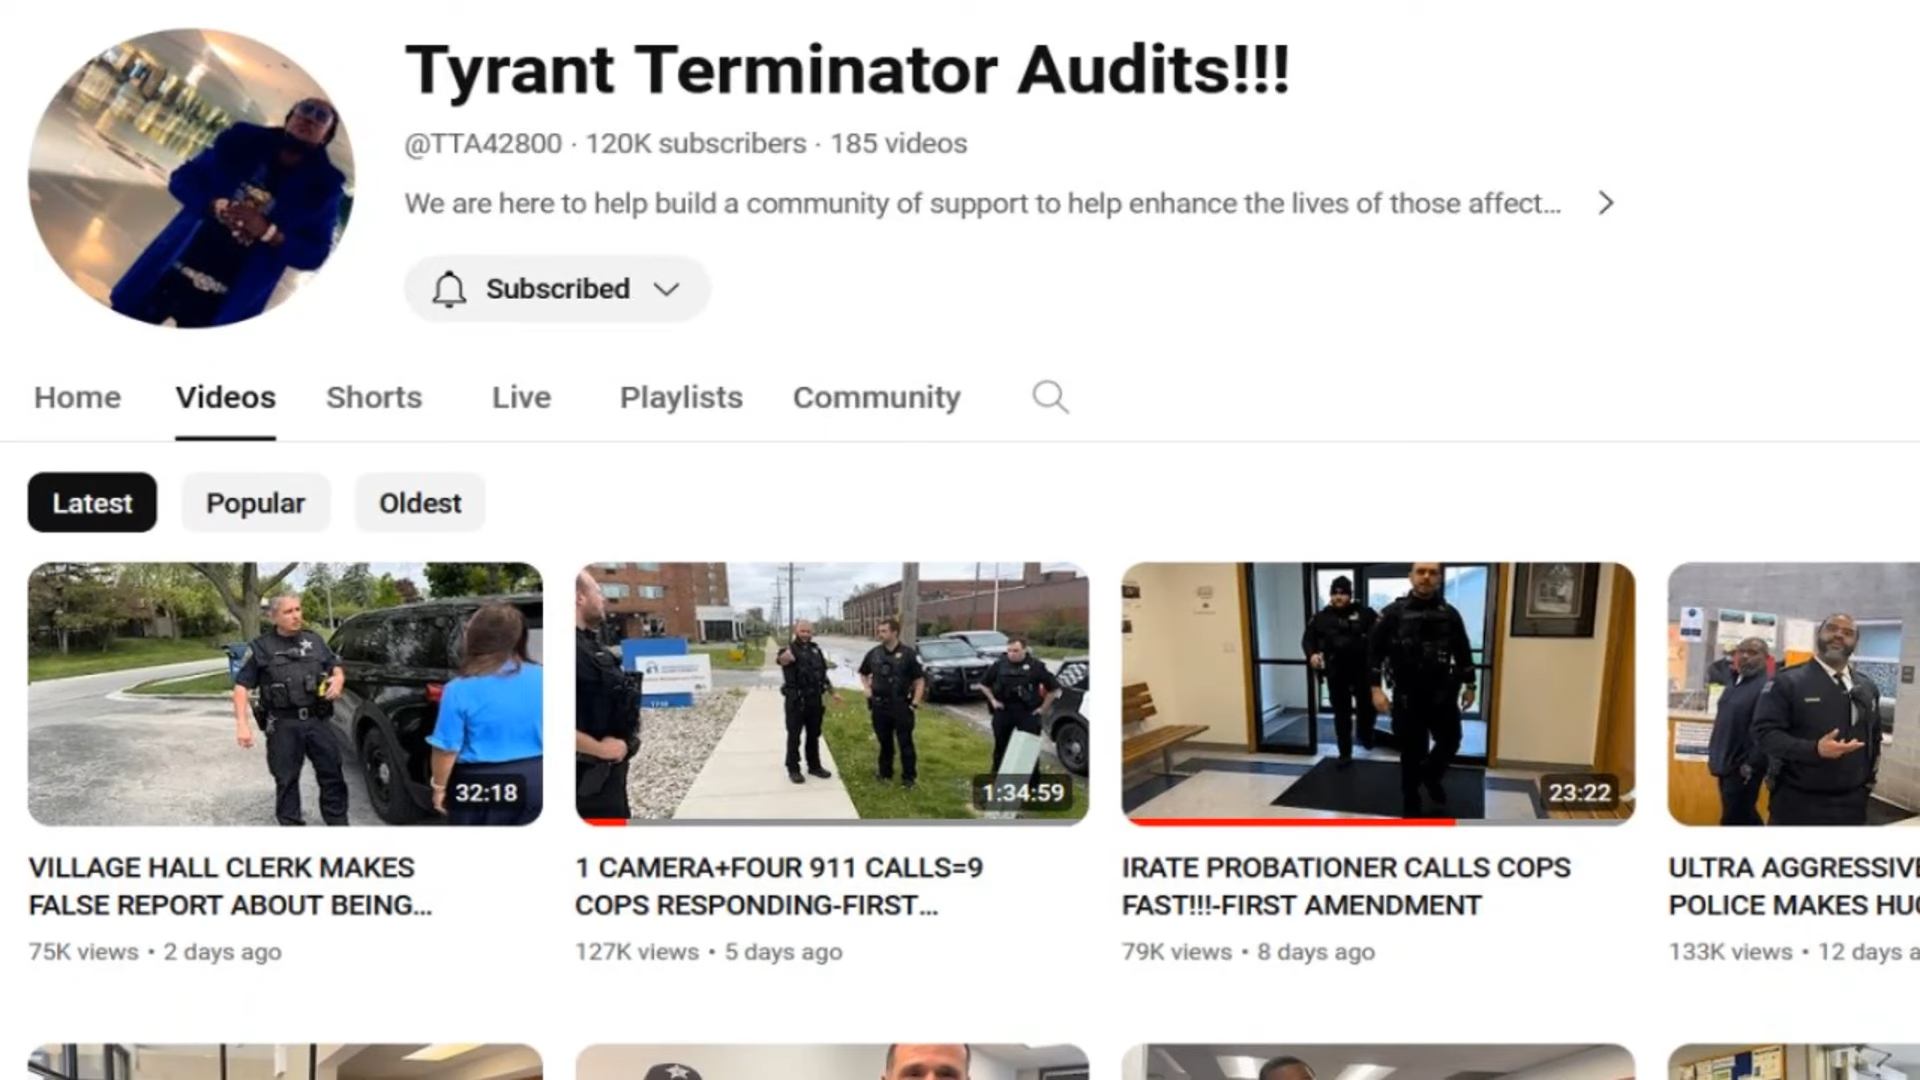 Tyrant Terminator Audits!!!
@TTA42800 · 120K subscribers · 185 videos
We are here to help build a community of support to help enhance the lives of those affect...
Subscribed
Home Videos Shorts Live Playlists Community
Latest Popular Oldest
32:18
1:34:59
23:22
VILLAGE HALL CLERK MAKES
FALSE REPORT ABOUT BEING...
75K views • 2 days ago
1 CAMERA+FOUR 911 CALLS=9
COPS RESPONDING-FIRST...
127K views • 5 days ago
IRATE PROBATIONER CALLS COPS
FAST!!!-FIRST AMENDMENT
79K views • 8 days ago
ULTRA AGGRESSIVE
POLICE MAKES HUG
133K views • 12 days a